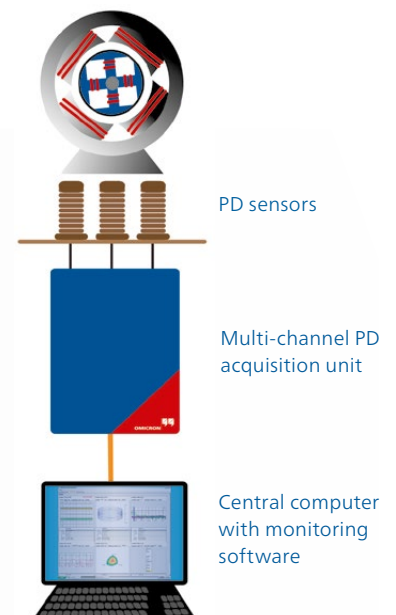 PD sensors
Multi-channel PD
acquisition unit
OMICRON
Central computer
with monitoring
software